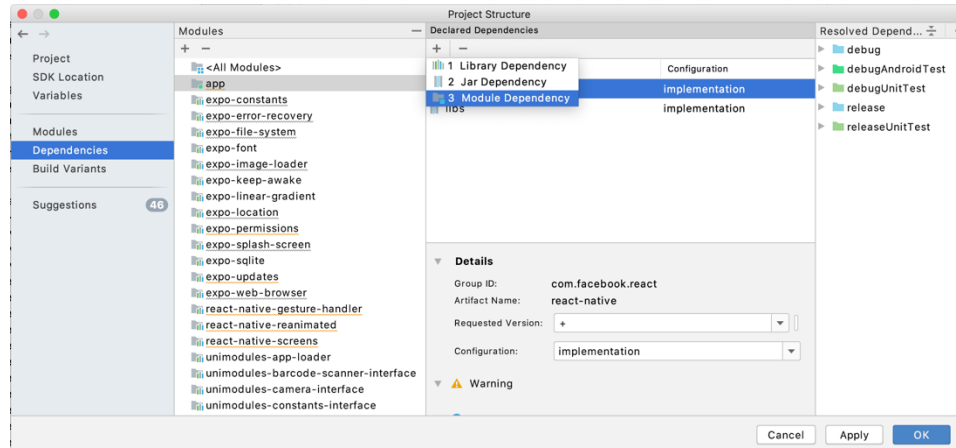 Project Structure
Project
SDK Location
Variables
Modules
Dependencies
Build Variants
Suggestions
46
Modules
<All Modules>
app
expo-constants
expo-error-recovery
expo-file-system
expo-font
expo-image-loader
expo-keep-awake
expo-linear-gradient
expo-location
expo-permissions
expo-splash-screen
expo-sqlite
expo-updates
expo-web-browser
react-native-gesture-handler
react-native-reanimated
react-native-screens
unimodules-app-loader
unimodules-barcode-scanner-interface
unimodules-camera-interface
unimodules-constants-interface
Declared Dependencies
1 Library Dependency
2 Jar Dependency
3 Module Dependency
Configuration
implementation
libs
implementation
Details
Group ID: com.facebook.react
Artifact Name: react-native
Requested Version: +
Configuration: implementation
Warning
Resolved Depend...
debug
debugAndroidTest
debugUnitTest
release
releaseUnitTest
Cancel
Apply
OK